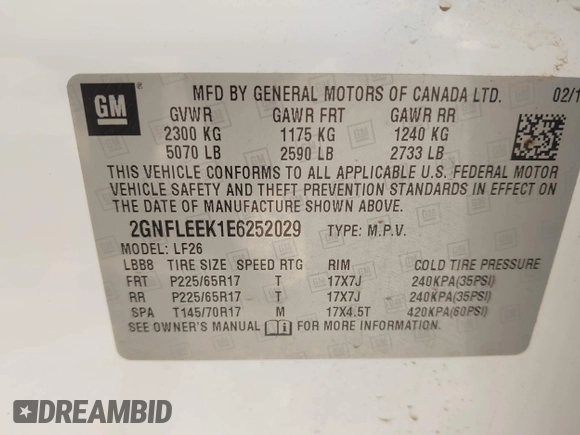 GM
MFD BY GENERAL MOTORS OF CANADA LTD. 02/1
GVWR GAWR FRT GAWR RR
2300 KG 1175 KG 1240 KG
5070 LB 2590 LB 2733 LB
THIS VEHICLE CONFORMS TO ALL APPLICABLE U.S. FEDERAL MOTOR
VEHICLE SAFETY AND THEFT PREVENTION STANDARDS IN EFFECT ON
THE DATE OF MANUFACTURE SHOWN ABOVE.
2GNFLEEK1E6252029 TYPE: M.P.V.
MODEL: LF26
LBB8 TIRE SIZE SPEED RTG RIM COLD TIRE PRESSURE
FRT P225/65R17 T 17X7J 240KPA(35PSI)
RR P225/65R17 T 17X7J 240KPA(35PSI)
SPA T145/70R17 M 17X4.5T 420KPA(60PSI)
SEE OWNER'S MANUAL FOR MORE INFORMATION.
DREAMBID